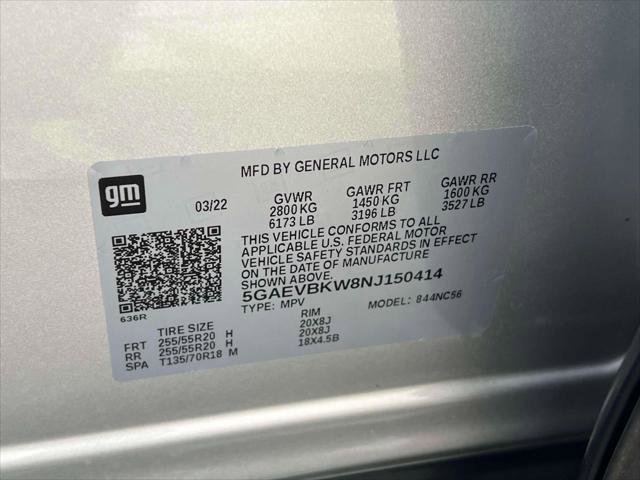 MFD BY GENERAL MOTORS LLC
gm
03/22
GVWR GAWR FRT GAWR RR
2800 KG 1450 KG 1600 KG
6173 LB 3196 LB 3527 LB
THIS VEHICLE CONFORMS TO ALL
APPLICABLE U.S. FEDERAL MOTOR
VEHICLE SAFETY STANDARDS IN EFFECT
ON THE DATE OF MANUFACTURE
SHOWN ABOVE.
5GAEVBKW8NJ150414
TYPE: MPV MODEL: 844NC56
636R
TIRE SIZE RIM
FRT 255/55R20 H 20X8J
RR 255/55R20 H 20X8J
SPA T135/70R18 M 18X4.5B